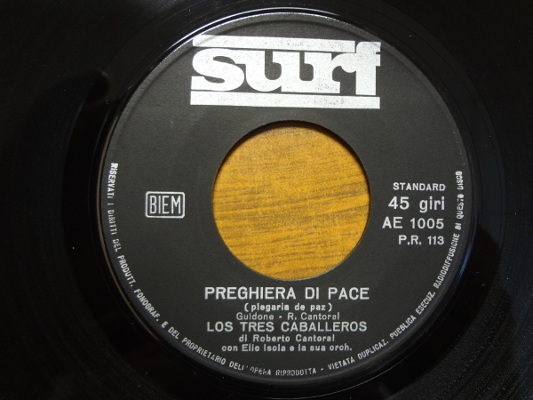 surf
BIEM
STANDARD
45 giri
AE 1005
P.R. 113
PREGHIERA DI PACE
(plegaria de paz)
Guidone - R. Cantoral
LOS TRES CABALLEROS
di Roberto Cantoral
con Elio Isola e la sua orch.
RISERVATI I DIRITTI DEL PRODUTT. FONOGRAF. E DEL PROPRIETARIO DELL'OPERA RIPRODOTTA - VIETATA DUPLICAZ. PUBBLICA ESECUZ. RADIODIFFUSIONE DI QUESTO DISCO